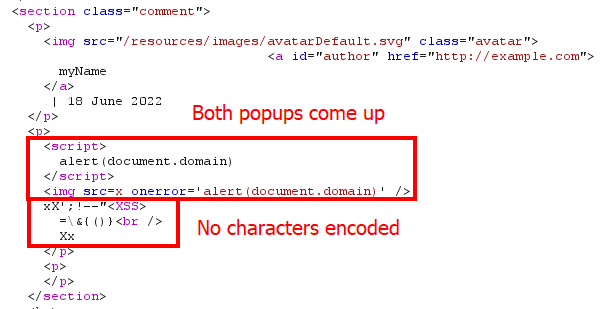 <section class="comment">
<p>
<img src="/resources/images/avatarDefault.svg" class="avatar">
<a id="author" href="http://example.com">
myName
</a>
| 18 June 2022
</p>
Both popups come up
<p>
<script>
alert(document.domain)
</script>
<img src=x onerror='alert(document.domain)' />
xX';!--"<XSS>
=\&{()}<br />
Xx
No characters encoded
</p>
<p>
</p>
</section>